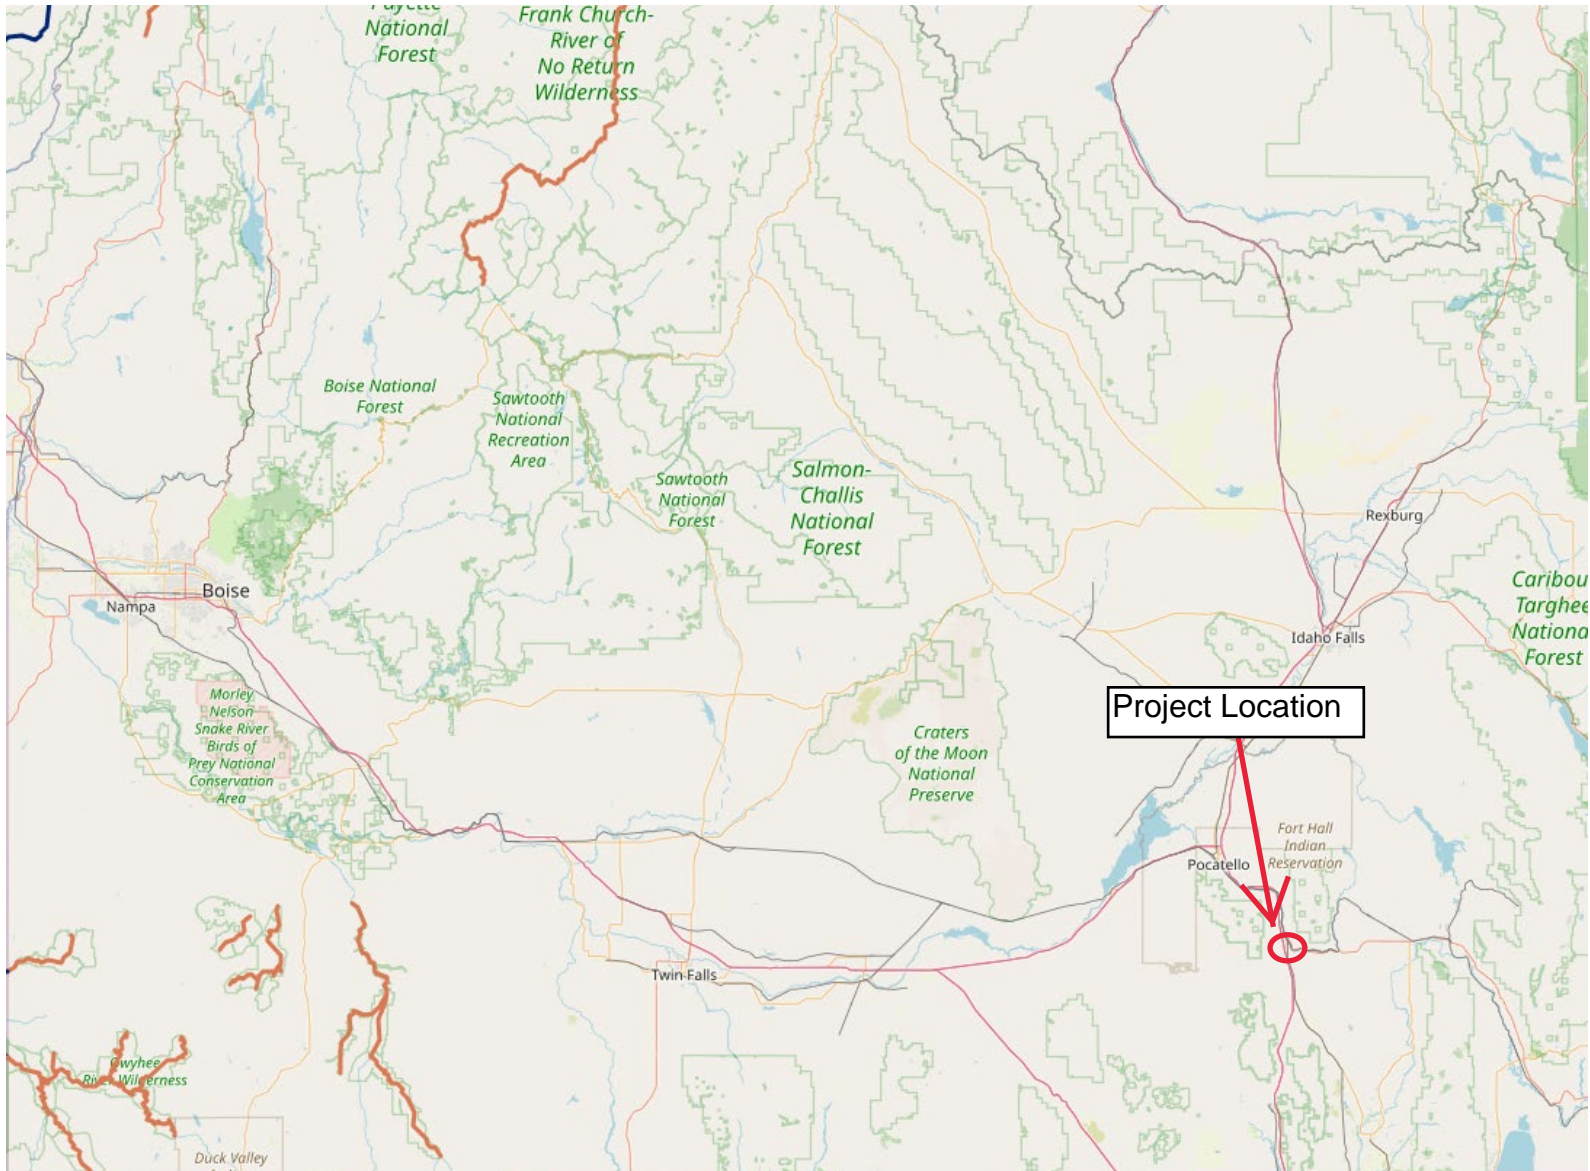 Payette
National
Forest
Frank Church-
River of
No Return
Wilderness
Boise National
Forest
Sawtooth
National
Recreation
Area
Sawtooth
National
Forest
Salmon-
Challis
National
Forest
Rexburg
Boise
Nampa
Caribou
Targhee
Nationa
Forest
Idaho Falls
Morley
Nelson
Snake River
Birds of
Prey National
Conservation
Area
Project Location
Craters
of the Moon
National
Preserve
Fort Hall
Indian
Reservation
Pocatello
Twin Falls
Owyhee
River Wilderness
Duck Valley